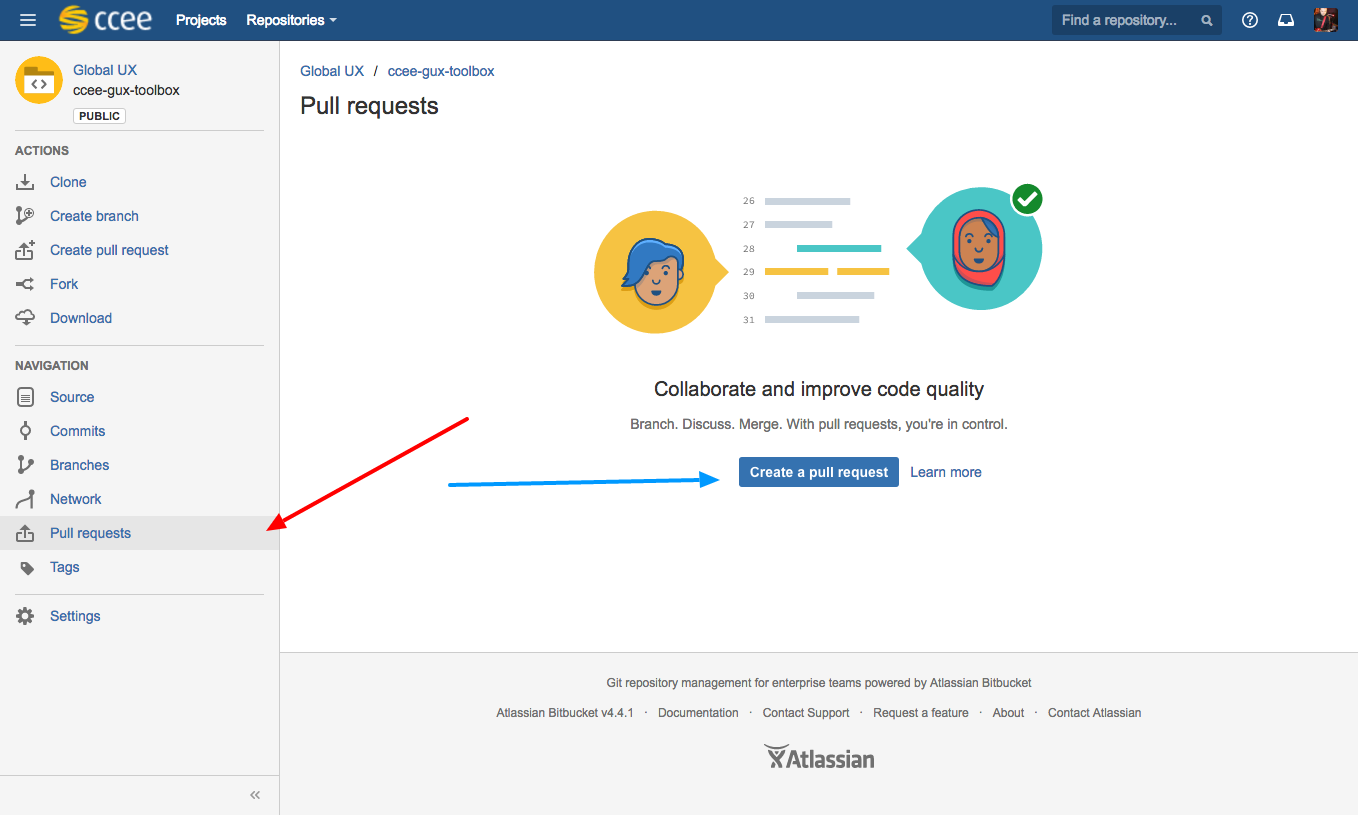 ccee Projects Repositories Find a repository...
Global UX
ccee-gux-toolbox
PUBLIC
ACTIONS
Clone
Create branch
Create pull request
Fork
Download
NAVIGATION
Source
Commits
Branches
Network
Pull requests
Tags
Settings
Global UX / ccee-gux-toolbox
Pull requests
26
27
28
29
30
31
Collaborate and improve code quality
Branch. Discuss. Merge. With pull requests, you're in control.
Create a pull request Learn more
Git repository management for enterprise teams powered by Atlassian Bitbucket
Atlassian Bitbucket v4.4.1 · Documentation · Contact Support · Request a feature · About · Contact Atlassian
Atlassian